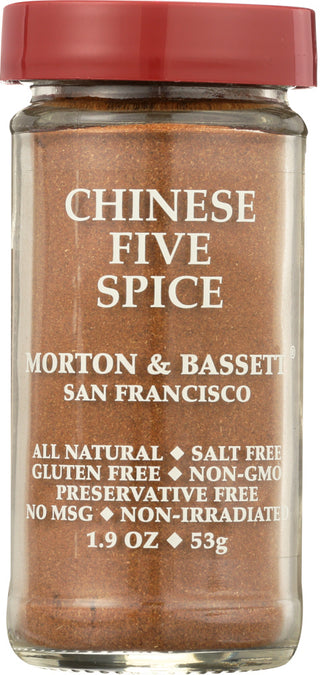 CHINESE
FIVE
SPICE
MORTON & BASSETT®
SAN FRANCISCO
ALL NATURAL ◆ SALT FREE
GLUTEN FREE ◆ NON-GMO
PRESERVATIVE FREE
NO MSG ◆ NON-IRRADIATED
1.9 OZ ◆ 53g